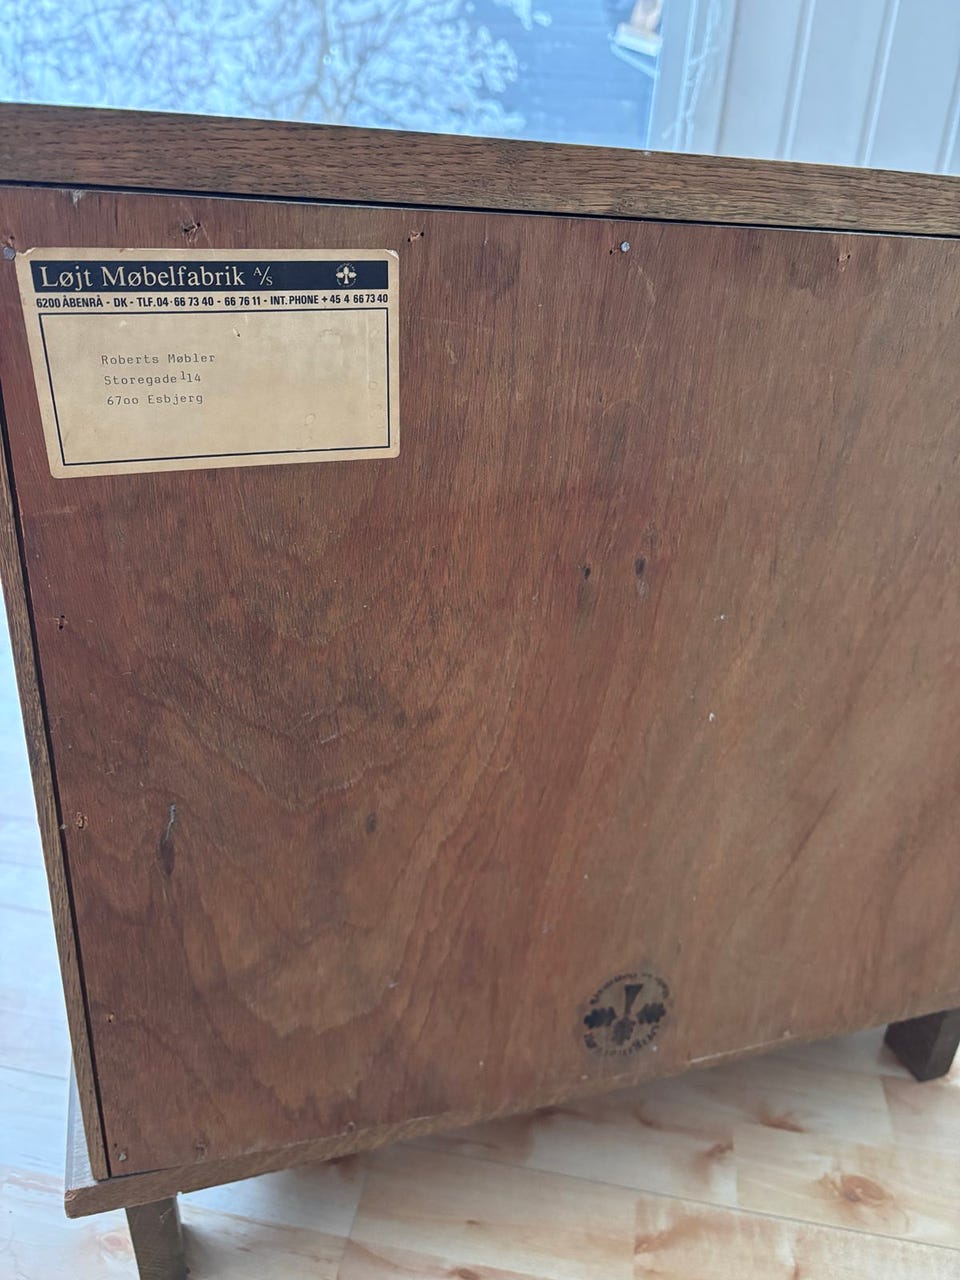 Løjt Møbelfabrik A/S
6200 ÅBENRÅ - DK - TLF. 04 - 66 73 40 - 66 76 11 - INT. PHONE + 45 4 66 73 40
Roberts Møbler
Storegade 114
67oo Esbjerg